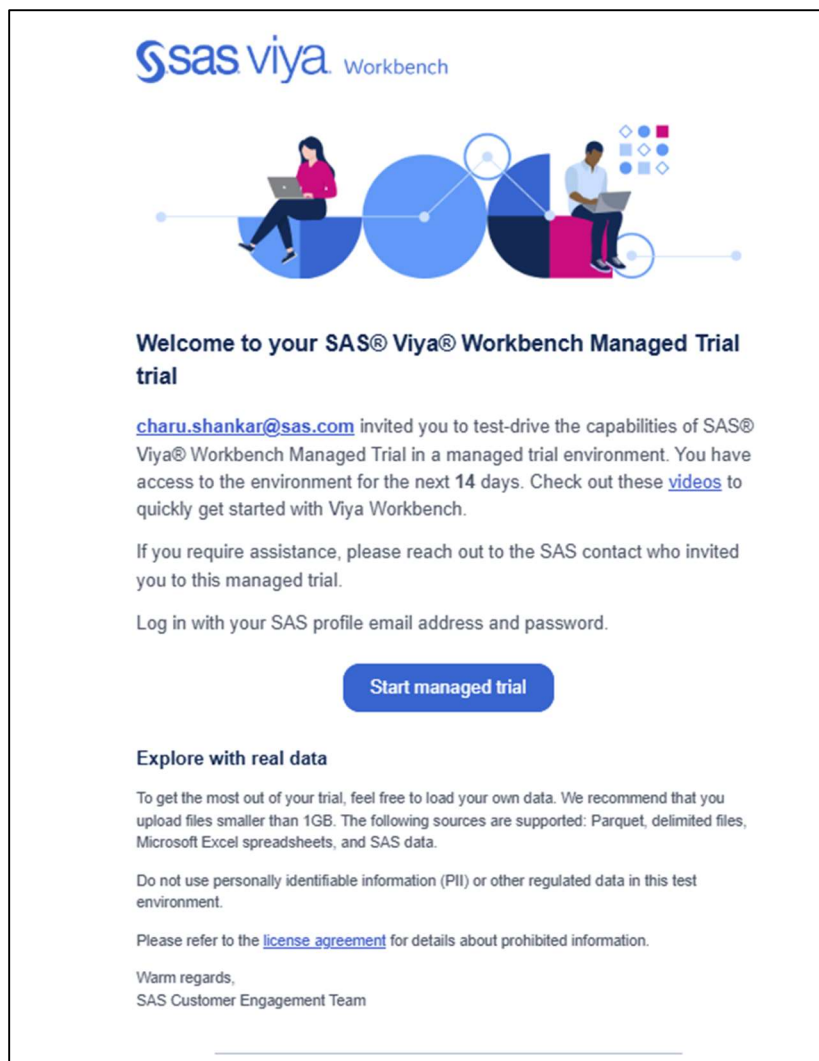 sas viya. Workbench
Welcome to your SAS® Viya® Workbench Managed Trial
trial
charu.shankar@sas.com invited you to test-drive the capabilities of SAS®
Viya® Workbench Managed Trial in a managed trial environment. You have
access to the environment for the next 14 days. Check out these videos to
quickly get started with Viya Workbench.
If you require assistance, please reach out to the SAS contact who invited
you to this managed trial.
Log in with your SAS profile email address and password.
Start managed trial
Explore with real data
To get the most out of your trial, feel free to load your own data. We recommend that you
upload files smaller than 1GB. The following sources are supported: Parquet, delimited files,
Microsoft Excel spreadsheets, and SAS data.
Do not use personally identifiable information (PII) or other regulated data in this test
environment.
Please refer to the license agreement for details about prohibited information.
Warm regards,
SAS Customer Engagement Team